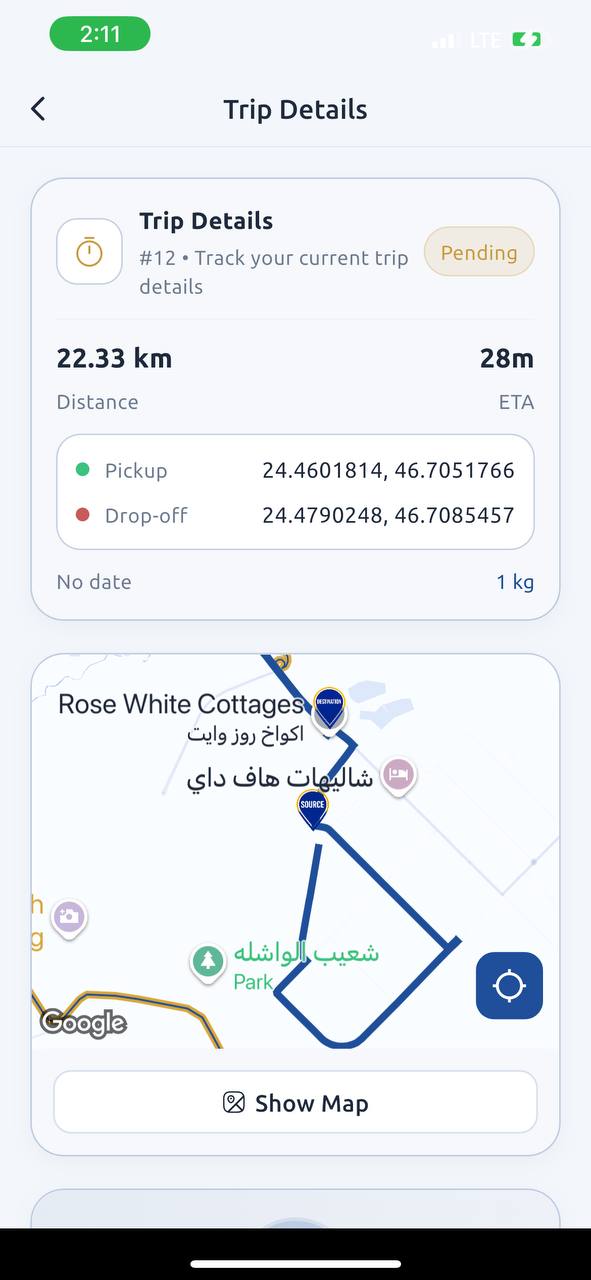 2:11
LTE
Trip Details
Trip Details
#12 • Track your current trip
details
Pending
22.33 km
28m
Distance
ETA
Pickup
24.4601814, 46.7051766
Drop-off
24.4790248, 46.7085457
No date
1 kg
Rose White Cottages
اكواخ روز وايت
DESTINATION
شاليهات هاف داي
SOURCE
h
g
شعيب الواشله
Park
Google
Show Map